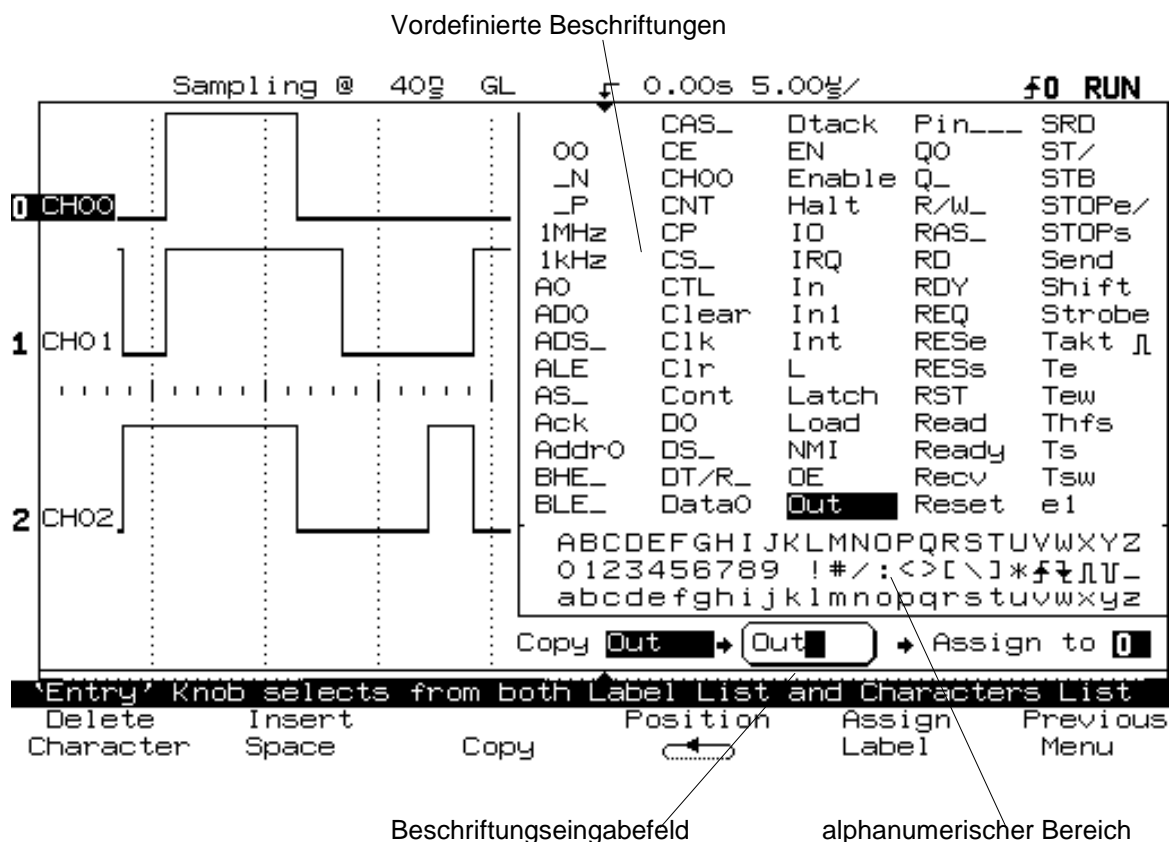 Vordefinierte Beschriftungen
Sampling @ 40ns GL 0.00s 5.00us/ 0 RUN
CAS_ Dtack Pin___ SRD
00 CE EN Q0 ST/
_N CH00 Enable Q_ STB
0 CH00 _P CNT Halt R/W_ STOPe/
1MHz CP IO RAS_ STOPs
1kHz CS_ IRQ RD Send
A0 CTL In RDY Shift
AD0 Clear In1 REQ Strobe
1 CH01 ADS_ Clk Int RESe Takt ⎍
ALE Clr L RESs Te
AS_ Cont Latch RST Tew
Ack D0 Load Read Thfs
Addr0 DS_ NMI Ready Ts
BHE_ DT/R_ OE Recv Tsw
2 CH02 BLE_ Data0 Out Reset e1
ABCDEFGHIJKLMNOPQRSTUVWXYZ
0123456789 !#/:<>[\]*_
abcdefghijklmnopqrstuvwxyz
Copy Out → Out → Assign to 0
'Entry' Knob selects from both Label List and Characters List
Delete Character
Insert Space
Copy
Position
Assign Label
Previous Menu
Beschriftungseingabefeld alphanumerischer Bereich